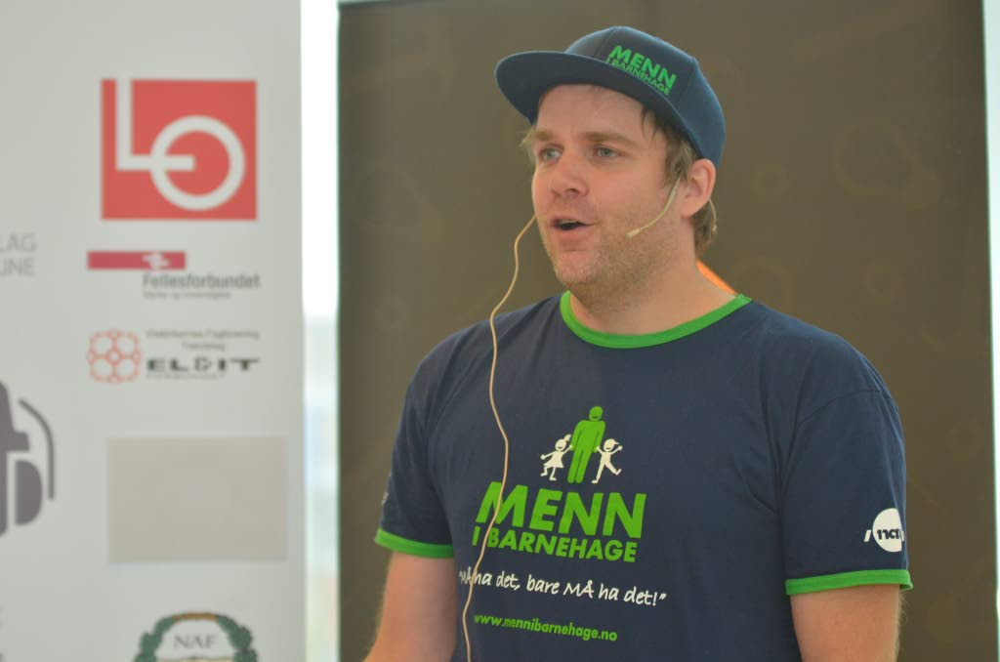 LAG
UNE
LO
Fellesforbundet
EL&IT
NAF
MENN
I BARNEHAGE
MENN
I BARNEHAGE
"MÅ ha det, bare MÅ ha det!"
www.mennibarnehage.no